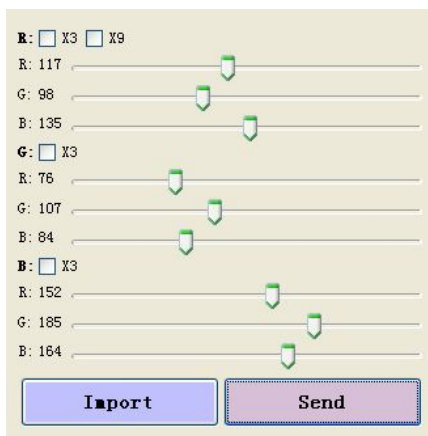 R: X3 X9
R: 117
G: 98
B: 135
G: X3
R: 76
G: 107
B: 84
B: X3
R: 152
G: 185
B: 164
Import Send